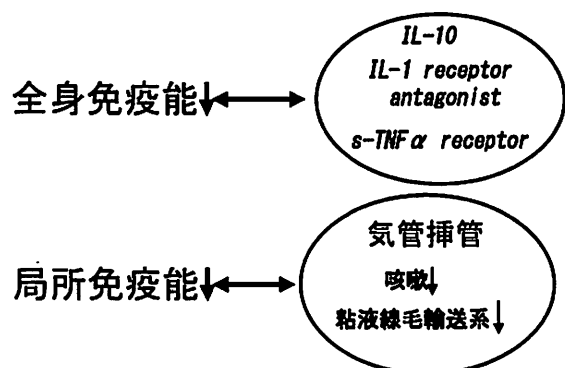 IL-10
IL-1 receptor
antagonist
s-TNFα receptor
全身免疫能↓
気管挿管
咳嗽↓
粘液線毛輸送系↓
局所免疫能↓